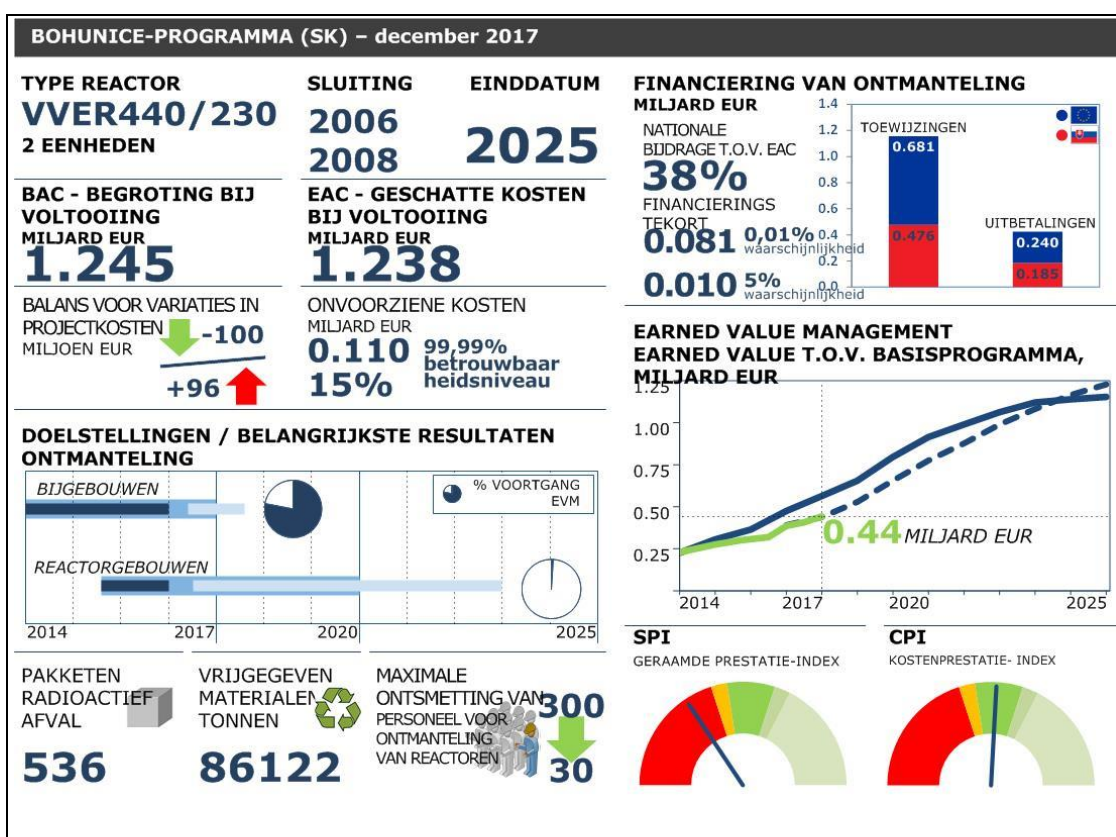 BOHUNICE-PROGRAMMA (SK) – december 2017
TYPE REACTOR
VVER440/230
2 EENHEDEN
SLUITING
2006
2008
EINDDATUM
2025
BAC - BEGROTING BIJ
VOLTOOIING
MILJARD EUR
1.245
EAC - GESCHATTE KOSTEN
BIJ VOLTOOIING
MILJARD EUR
1.238
BALANS VOOR VARIATIES IN
PROJECTKOSTEN
MILJOEN EUR
-100
+96
ONVOORZIENE KOSTEN
MILJARD EUR
0.110
15%
99,99%
betrouwbaar
heidsniveau
FINANCIERING VAN ONTMANTELING
MILJARD EUR
NATIONALE
BIJDRAGE T.O.V. EAC
38%
FINANCIERINGS
TEKORT
0.081 0,01%
waarschijnlijkheid
0.010 5%
waarschijnlijkheid
1.4
1.2
1.0
0.8
0.6
0.4
0.2
0.0
TOEWIJZINGEN
0.681
0.476
UITBETALINGEN
0.240
0.185
EARNED VALUE MANAGEMENT
EARNED VALUE T.O.V. BASISPROGRAMMA,
MILJARD EUR
1.25
1.00
0.75
0.50
0.25
0.44 MILJARD EUR
2014 2017 2020 2025
DOELSTELLINGEN / BELANGRIJKSTE RESULTATEN
ONTMANTELING
BIJGEBOUWEN
% VOORTGANG
EVM
REACTORGEBOUWEN
2014 2017 2020 2025
PAKKETEN
RADIOACTIEF
AFVAL
536
VRIJGEGEVEN
MATERIALEN
TONNEN
86122
MAXIMALE
ONTSMETTING VAN
PERSONEEL VOOR
ONTMANTELING
VAN REACTOREN
300
30
SPI
GERAAMDE PRESTATIE-INDEX
CPI
KOSTENPRESTATIE- INDEX